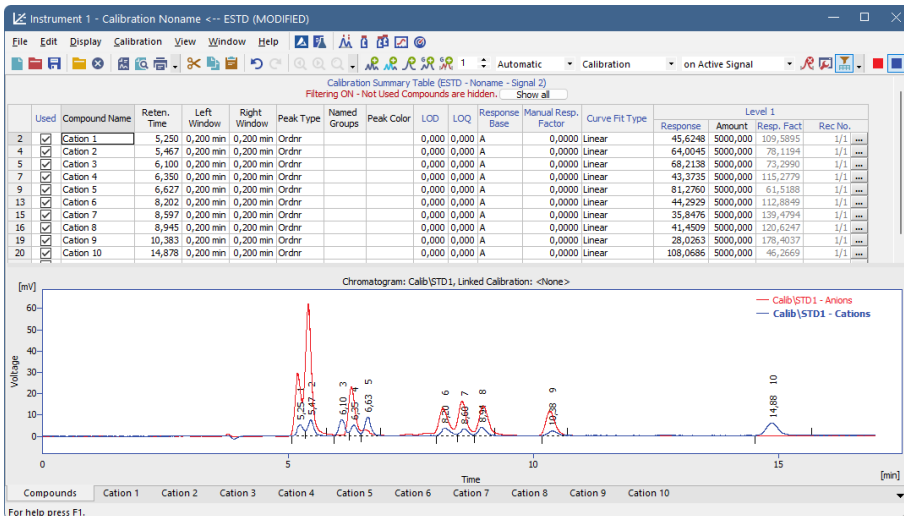 Instrument 1 - Calibration Noname <-- ESTD (MODIFIED)
File Edit Display Calibration View Window Help
1 Automatic Calibration on Active Signal
Calibration Summary Table (ESTD - Noname - Signal 2)
Filtering ON - Not Used Compounds are hidden. Show all
Used Compound Name Reten. Time Left Window Right Window Peak Type Named Groups Peak Color LOD LOQ Response Base Manual Resp. Factor Curve Fit Type Level 1
Response Amount Resp. Fact Rec No.
2 Cation 1 5,250 0,200 min 0,200 min Ordnr 0,000 0,000 A 0,0000 Linear 45,6248 5000,000 109,5895 1/1 ...
4 Cation 2 5,467 0,200 min 0,200 min Ordnr 0,000 0,000 A 0,0000 Linear 64,0045 5000,000 78,1194 1/1 ...
5 Cation 3 6,100 0,200 min 0,200 min Ordnr 0,000 0,000 A 0,0000 Linear 68,2138 5000,000 73,2990 1/1 ...
7 Cation 4 6,350 0,200 min 0,200 min Ordnr 0,000 0,000 A 0,0000 Linear 43,3735 5000,000 115,2779 1/1 ...
9 Cation 5 6,627 0,200 min 0,200 min Ordnr 0,000 0,000 A 0,0000 Linear 81,2760 5000,000 61,5188 1/1 ...
13 Cation 6 8,202 0,200 min 0,200 min Ordnr 0,000 0,000 A 0,0000 Linear 44,2929 5000,000 112,8849 1/1 ...
15 Cation 7 8,597 0,200 min 0,200 min Ordnr 0,000 0,000 A 0,0000 Linear 35,8476 5000,000 139,4794 1/1 ...
16 Cation 8 8,945 0,200 min 0,200 min Ordnr 0,000 0,000 A 0,0000 Linear 41,4509 5000,000 120,6247 1/1 ...
19 Cation 9 10,383 0,200 min 0,200 min Ordnr 0,000 0,000 A 0,0000 Linear 28,0263 5000,000 178,4037 1/1 ...
20 Cation 10 14,878 0,200 min 0,200 min Ordnr 0,000 0,000 A 0,0000 Linear 108,0686 5000,000 46,2669 1/1 ...
Chromatogram: Calib\STD1, Linked Calibration: <None>
[mV]
Calib\STD1 - Anions
Calib\STD1 - Cations
60
50
40
30
20
10
0
Voltage
5,25 1
5,47 2
6,10 3
6,35 4
6,63 5
8,20 6
8,60 7
8,94 8
10,38 9
14,88 10
0 5 10 15
Time [min]
Compounds Cation 1 Cation 2 Cation 3 Cation 4 Cation 5 Cation 6 Cation 7 Cation 8 Cation 9 Cation 10
For help press F1.